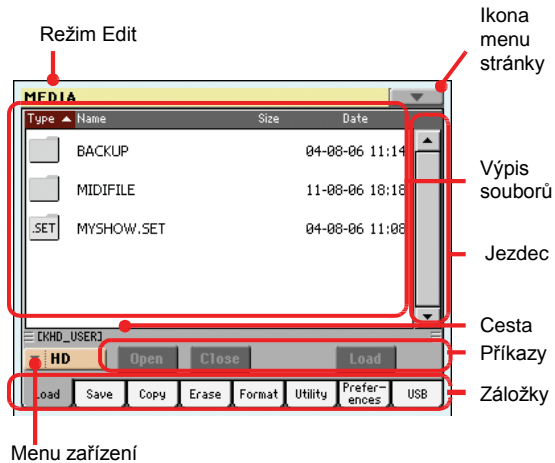 Režim Edit
Ikona
menu
stránky
MEDIA
Type Name Size Date
BACKUP 04-08-06 11:14
MIDIFILE 11-08-06 18:18
.SET MYSHOW.SET 04-08-06 11:08
Výpis
souborů
Jezdec
[KHD_USER]
Cesta
HD Open Close Load
Příkazy
Load Save Copy Erase Format Utility Prefer-
ences USB
Záložky
Menu zařízení